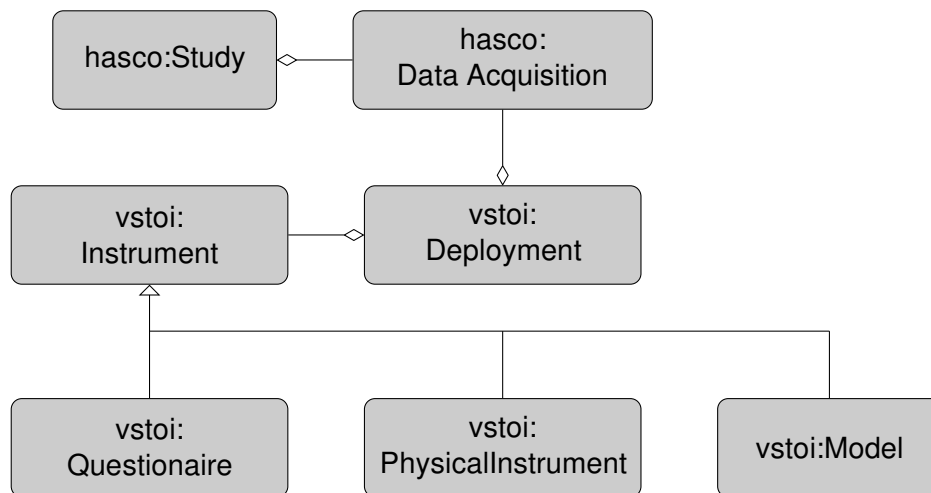 hasco:Study
hasco:
Data Acquisition
vstoi:
Instrument
vstoi:
Deployment
vstoi:
Questionaire
vstoi:
PhysicalInstrument
vstoi:Model